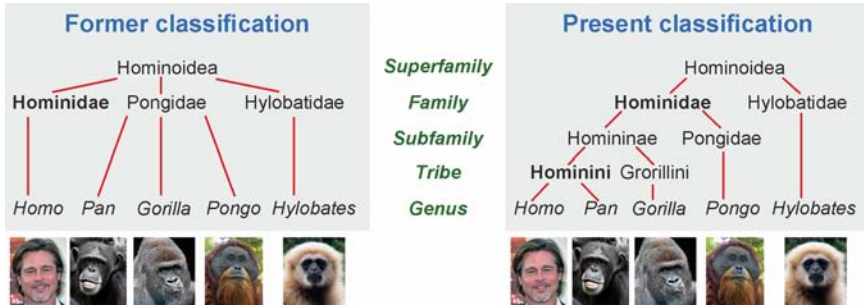 Former classification
Hominoidea
Hominidae Pongidae Hylobatidae
Homo Pan Gorilla Pongo Hylobates
Superfamily
Family
Subfamily
Tribe
Genus
Present classification
Hominoidea
Hominidae Hylobatidae
Homininae Pongidae
Hominini Grorillini
Homo Pan Gorilla Pongo Hylobates